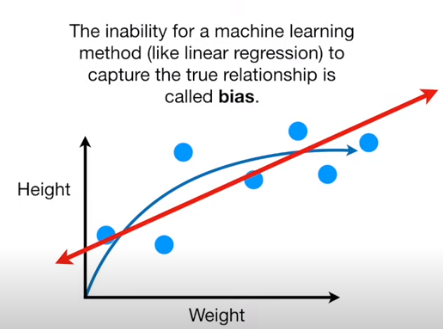 The inability for a machine learning
method (like linear regression) to
capture the true relationship is
called bias.
Height
Weight